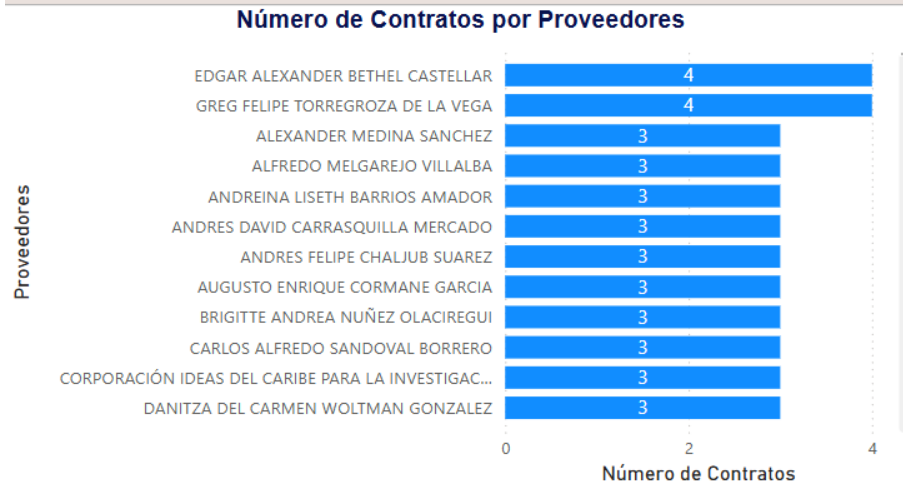 Número de Contratos por Proveedores
Proveedores
EDGAR ALEXANDER BETHEL CASTELLAR 4
GREG FELIPE TORREGROZA DE LA VEGA 4
ALEXANDER MEDINA SANCHEZ 3
ALFREDO MELGAREJO VILLALBA 3
ANDREINA LISETH BARRIOS AMADOR 3
ANDRES DAVID CARRASQUILLA MERCADO 3
ANDRES FELIPE CHALJUB SUAREZ 3
AUGUSTO ENRIQUE CORMANE GARCIA 3
BRIGITTE ANDREA NUÑEZ OLACIREGUI 3
CARLOS ALFREDO SANDOVAL BORRERO 3
CORPORACIÓN IDEAS DEL CARIBE PARA LA INVESTIGAC... 3
DANITZA DEL CARMEN WOLTMAN GONZALEZ 3
0 2 4
Número de Contratos